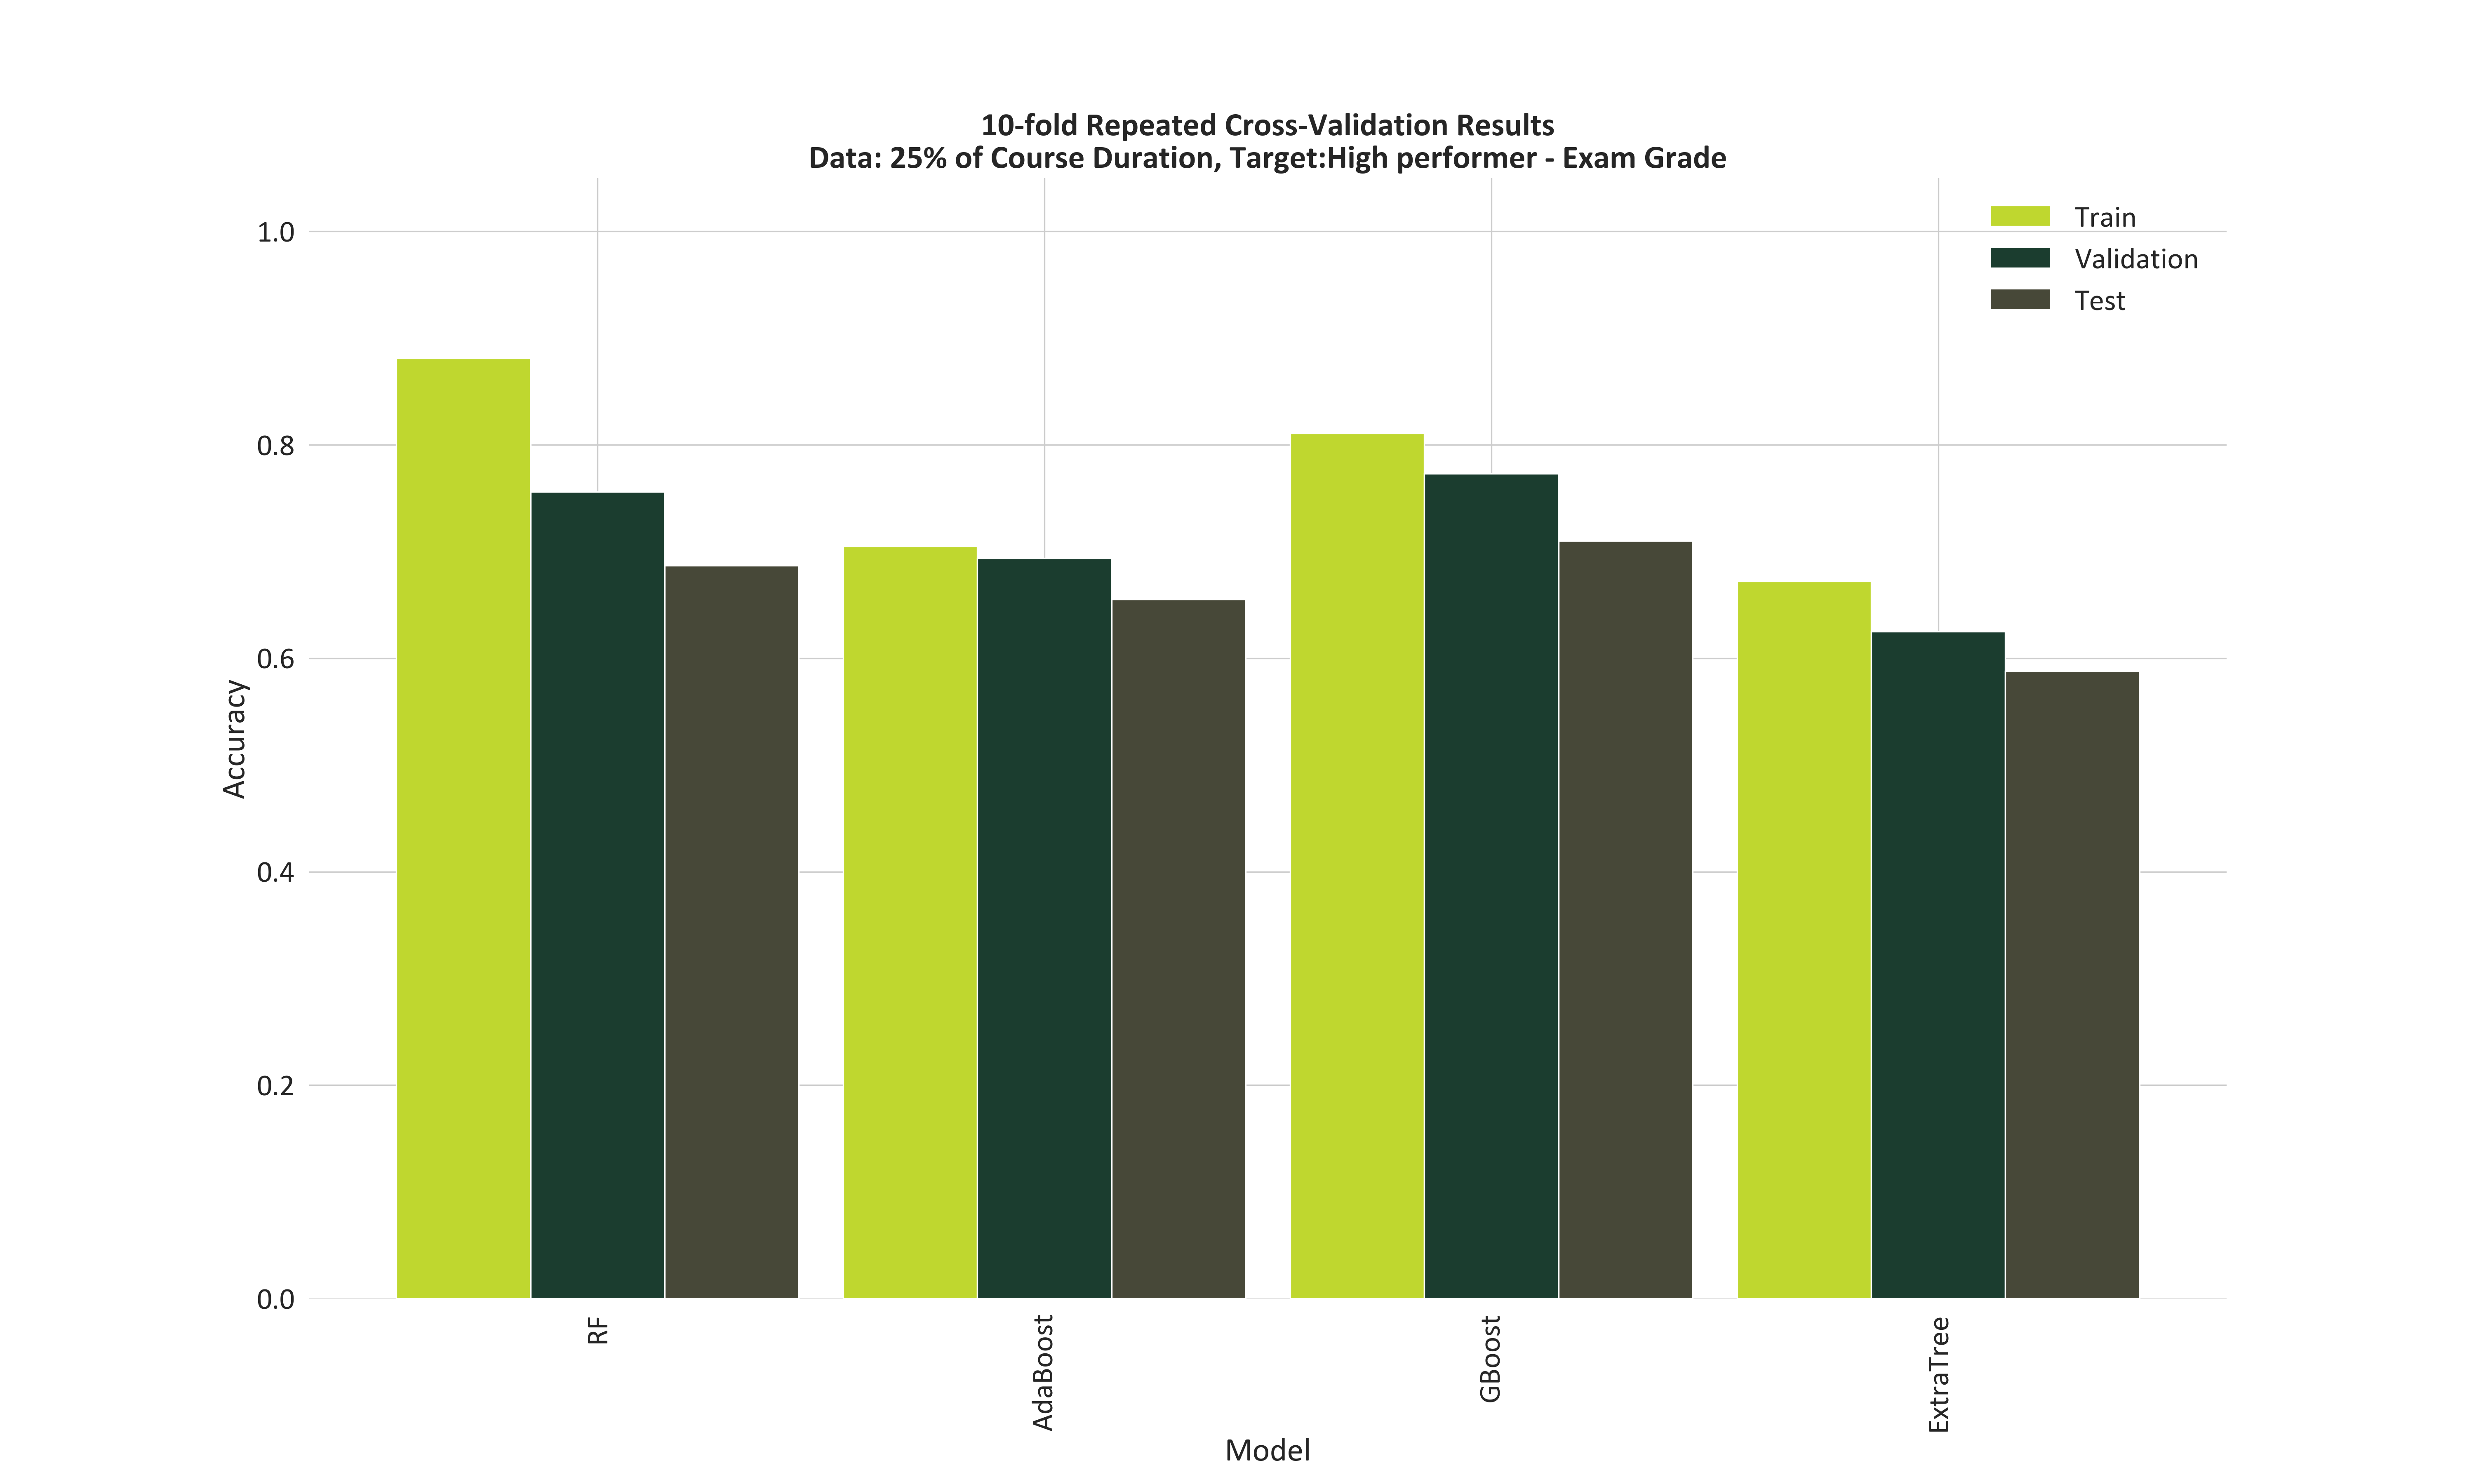 10-fold Repeated Cross-Validation Results
Data: 25% of Course Duration, Target:High performer - Exam Grade
Train
Validation
Test
1.0
0.8
0.6
0.4
0.2
0.0
Accuracy
RF
AdaBoost
GBoost
ExtraTree
Model